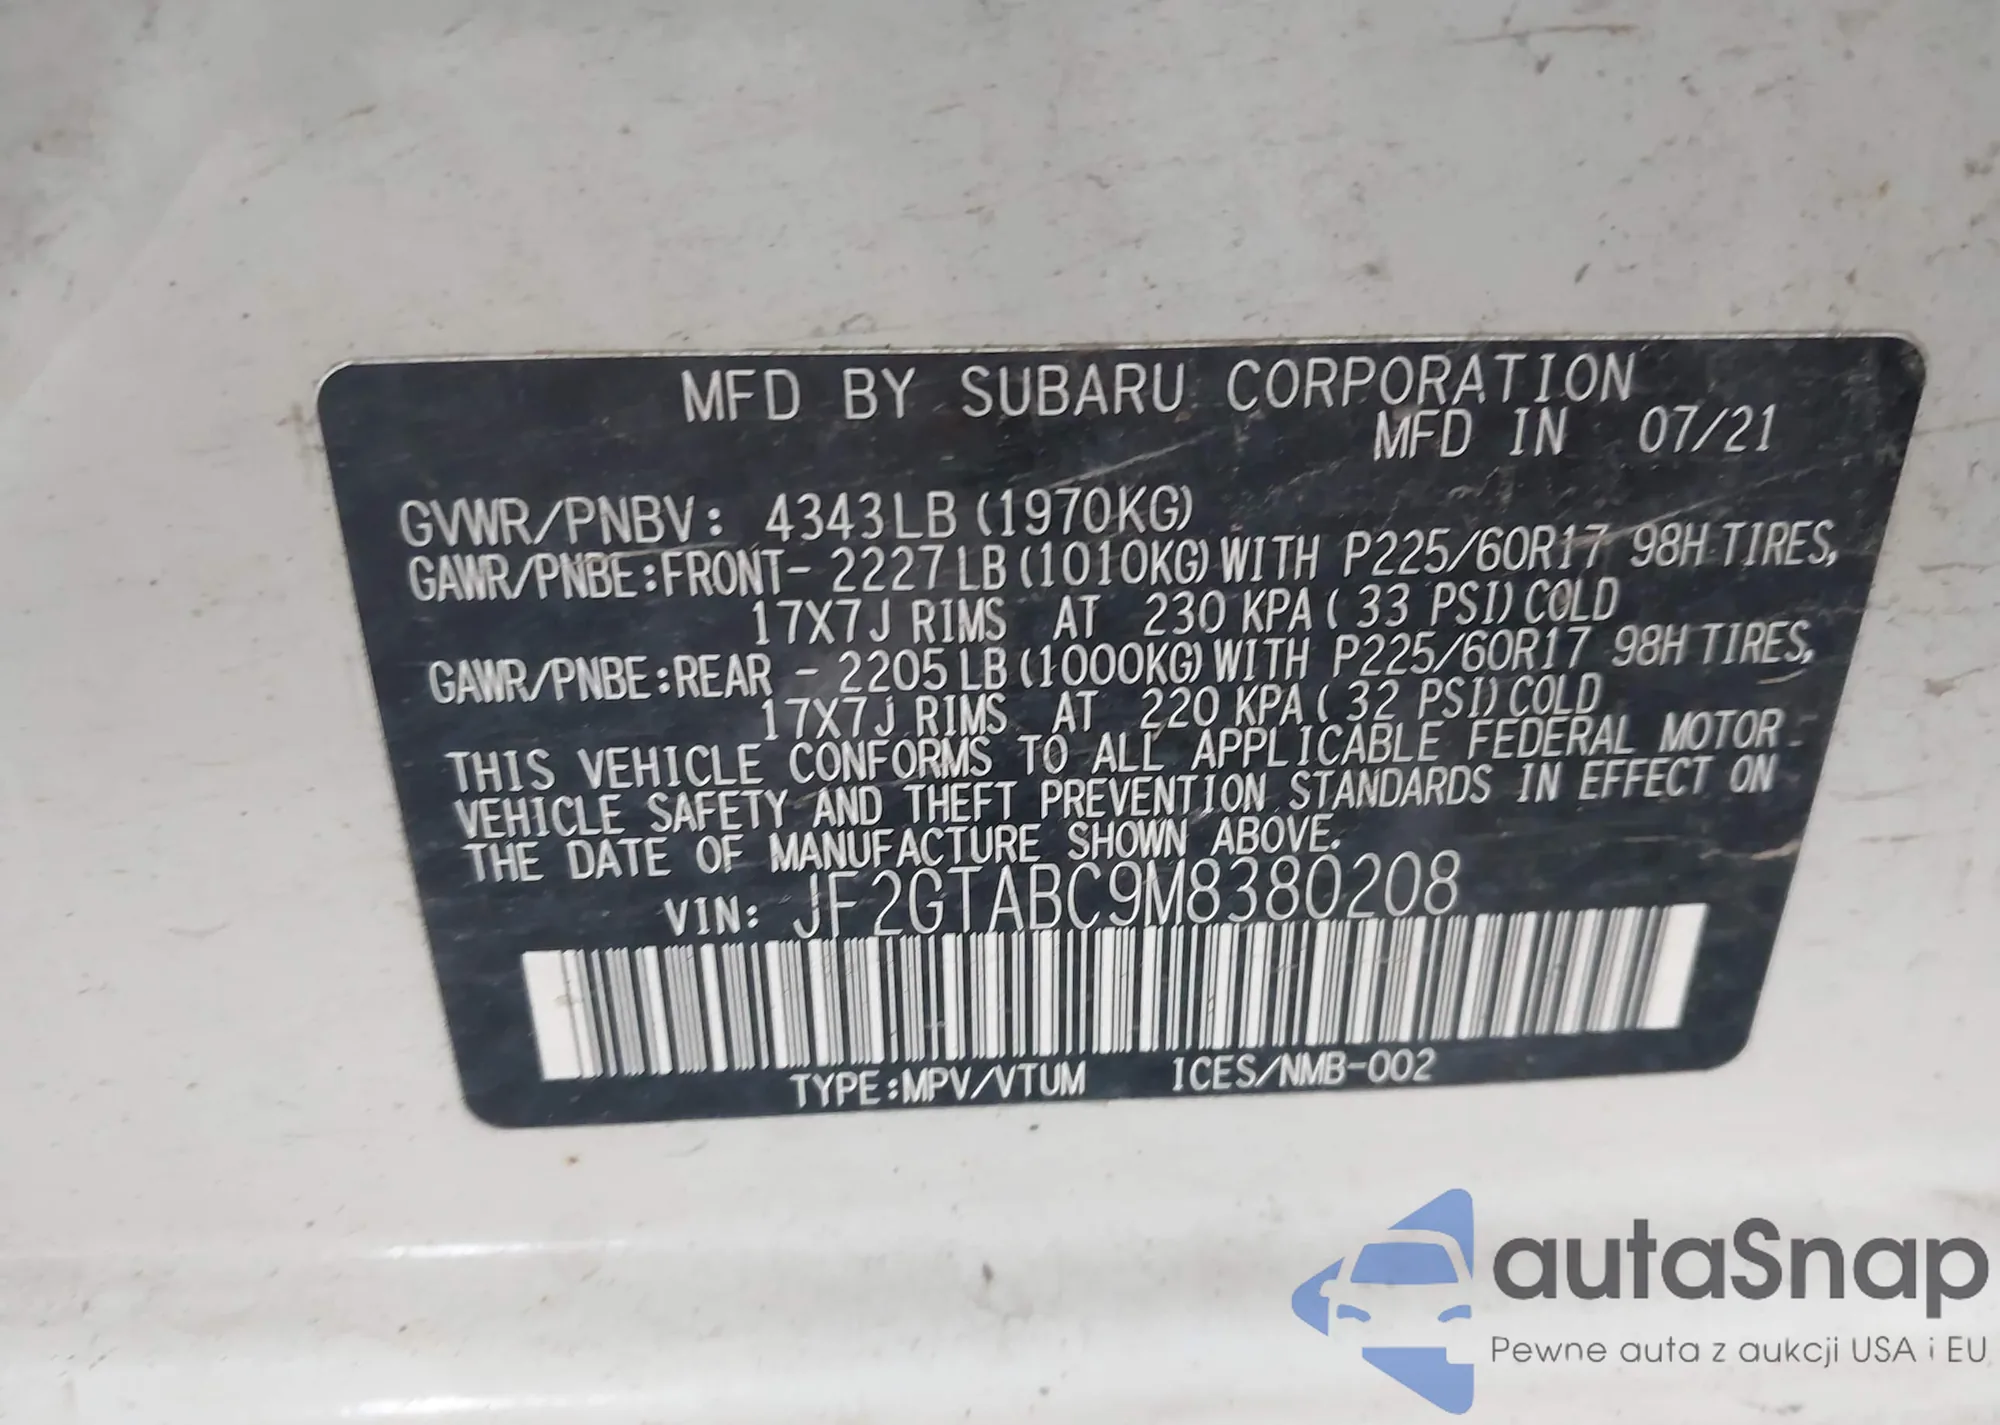 MFD BY SUBARU CORPORATION
MFD IN 07/21
GVWR/PNBV: 4343LB (1970KG)
GAWR/PNBE:FRONT- 2227LB (1010KG) WITH P225/60R17 98H TIRES,
17X7J RIMS AT 230 KPA ( 33 PSI) COLD
GAWR/PNBE:REAR - 2205LB (1000KG) WITH P225/60R17 98H TIRES,
17X7J RIMS AT 220 KPA ( 32 PSI) COLD
THIS VEHICLE CONFORMS TO ALL APPLICABLE FEDERAL MOTOR
VEHICLE SAFETY AND THEFT PREVENTION STANDARDS IN EFFECT ON
THE DATE OF MANUFACTURE SHOWN ABOVE.
VIN: JF2GTABC9M8380208
TYPE:MPV/VTUM ICES/NMB-002
autaSnap
Pewne auta z aukcji USA i EU